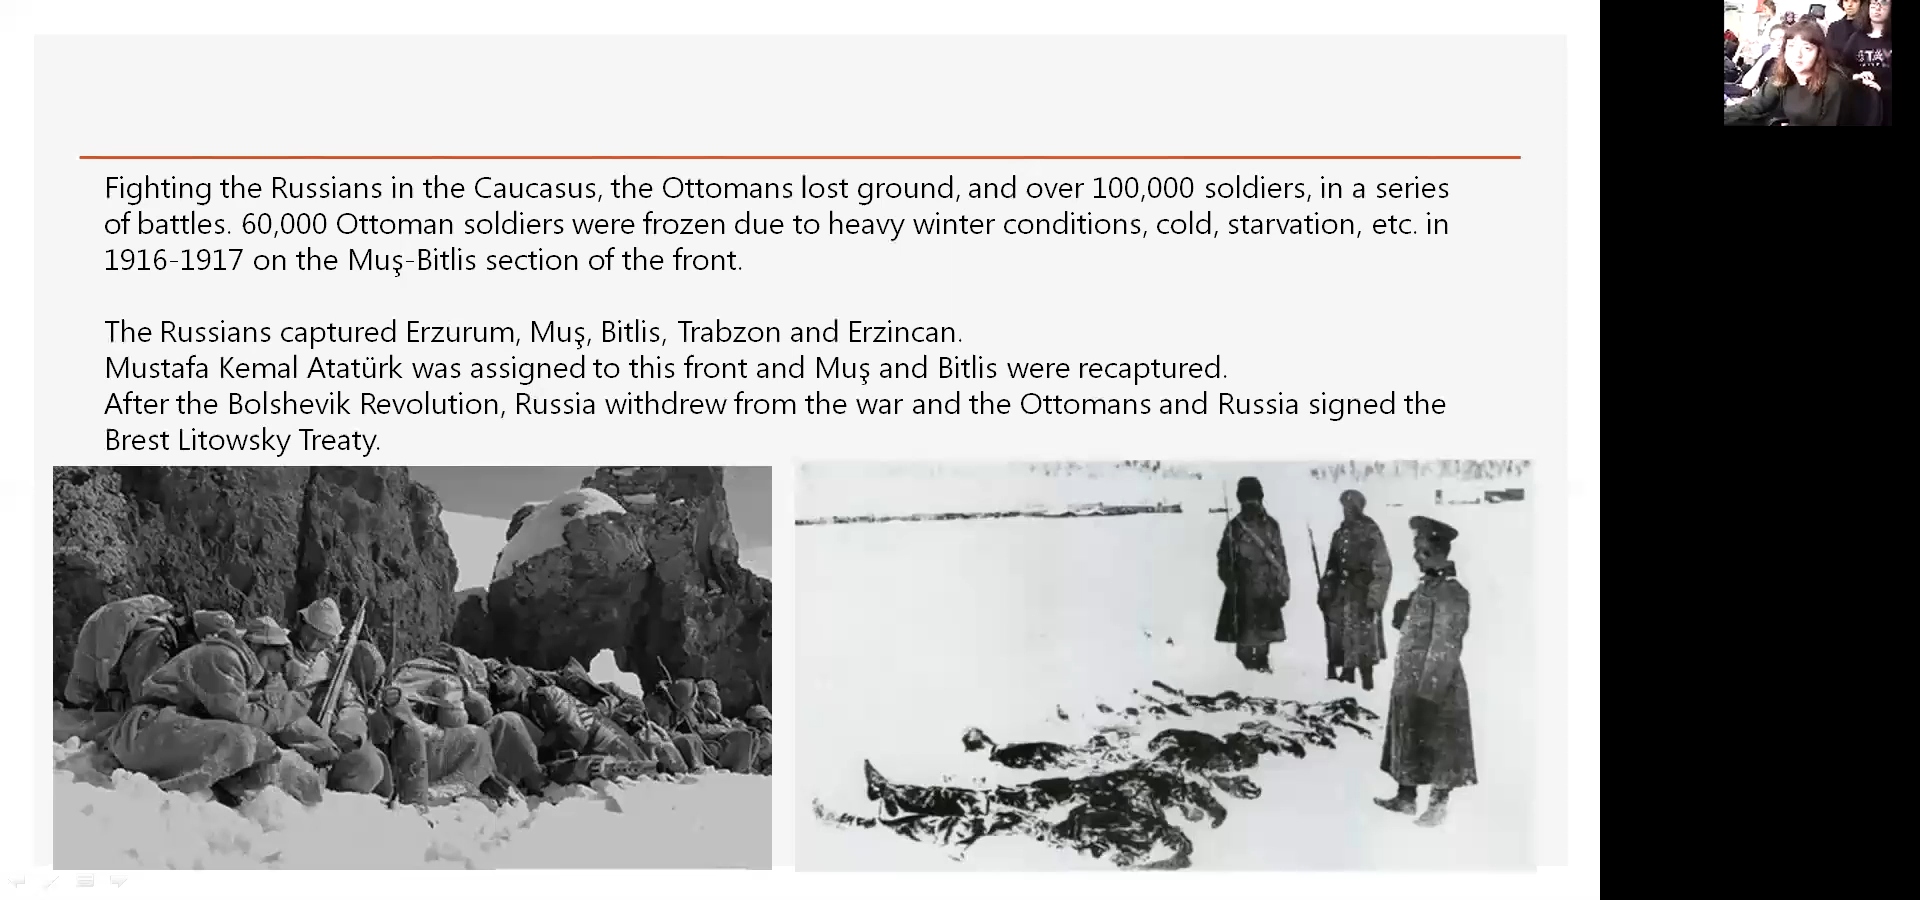 Fighting the Russians in the Caucasus, the Ottomans lost ground, and over 100,000 soldiers, in a series
of battles. 60,000 Ottoman soldiers were frozen due to heavy winter conditions, cold, starvation, etc. in
1916-1917 on the Muş-Bitlis section of the front.
The Russians captured Erzurum, Muş, Bitlis, Trabzon and Erzincan.
Mustafa Kemal Atatürk was assigned to this front and Muş and Bitlis were recaptured.
After the Bolshevik Revolution, Russia withdrew from the war and the Ottomans and Russia signed the
Brest Litowsky Treaty.